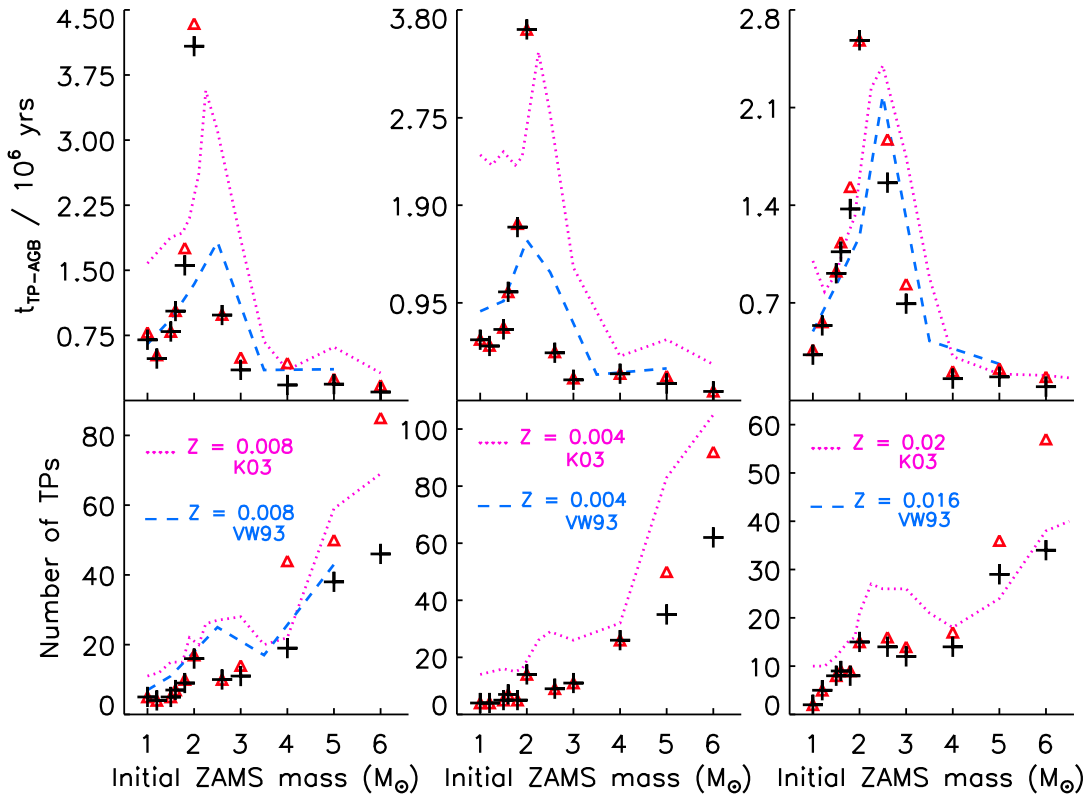 4.50
3.75
3.00
2.25
1.50
0.75
t_TP-AGB / 10^6 yrs
3.80
2.75
1.90
0.95
2.8
2.1
1.4
0.7
80
60
40
20
0
Number of TPs
Z = 0.008
K03
Z = 0.008
VW93
100
80
60
40
20
0
Z = 0.004
K03
Z = 0.004
VW93
60
50
40
30
20
10
0
Z = 0.02
K03
Z = 0.016
VW93
1 2 3 4 5 6
1 2 3 4 5 6
1 2 3 4 5 6
Initial ZAMS mass (M⊙)
Initial ZAMS mass (M⊙)
Initial ZAMS mass (M⊙)